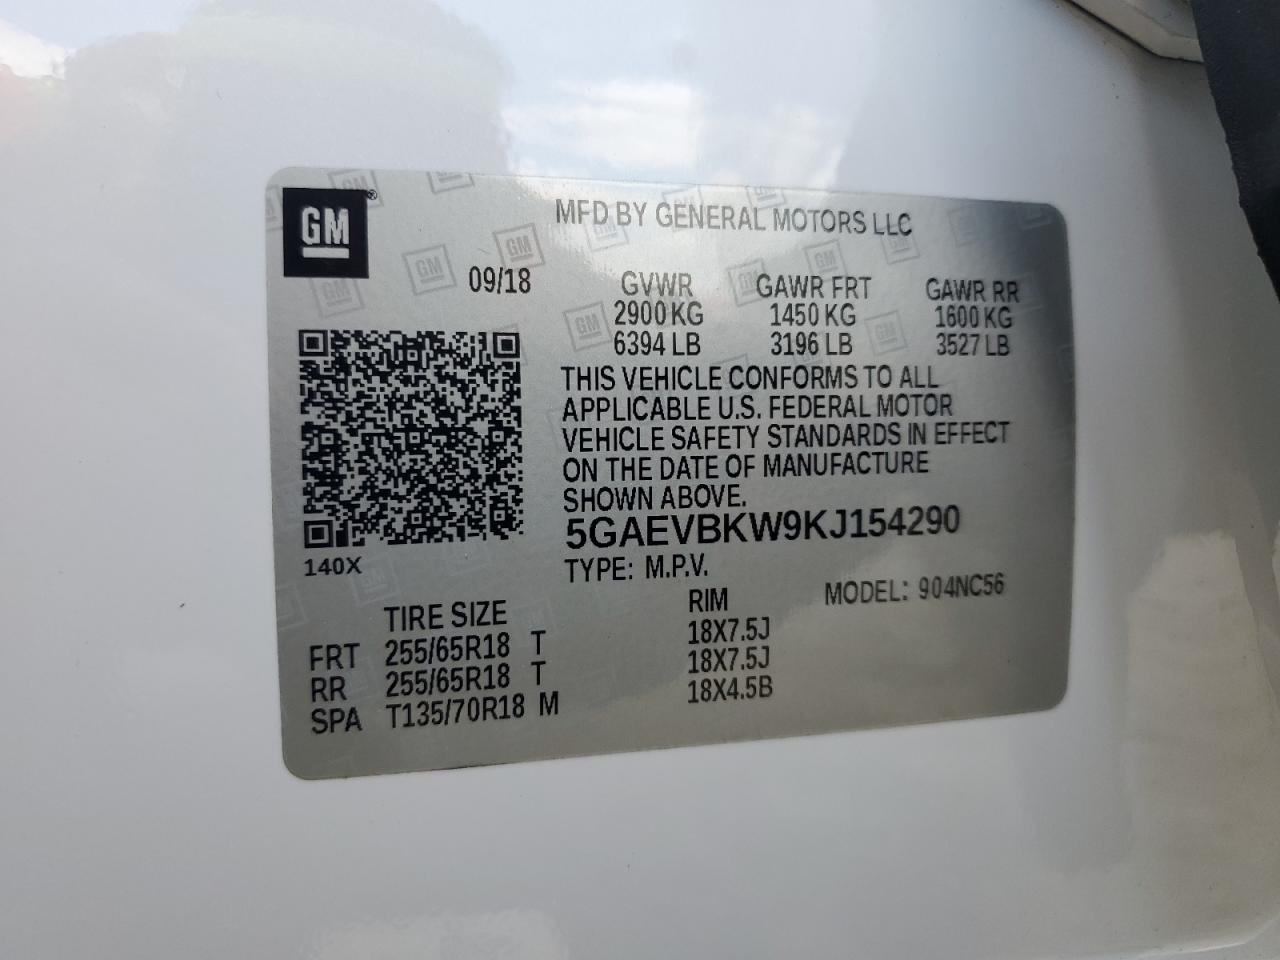 GM ®
MFD BY GENERAL MOTORS LLC
09/18
GVWR GAWR FRT GAWR RR
2900 KG 1450 KG 1600 KG
6394 LB 3196 LB 3527 LB
THIS VEHICLE CONFORMS TO ALL
APPLICABLE U.S. FEDERAL MOTOR
VEHICLE SAFETY STANDARDS IN EFFECT
ON THE DATE OF MANUFACTURE
SHOWN ABOVE.
5GAEVBKW9KJ154290
140X
TYPE: M.P.V.
MODEL: 904NC56
TIRE SIZE RIM
FRT 255/65R18 T 18X7.5J
RR 255/65R18 T 18X7.5J
SPA T135/70R18 M 18X4.5B